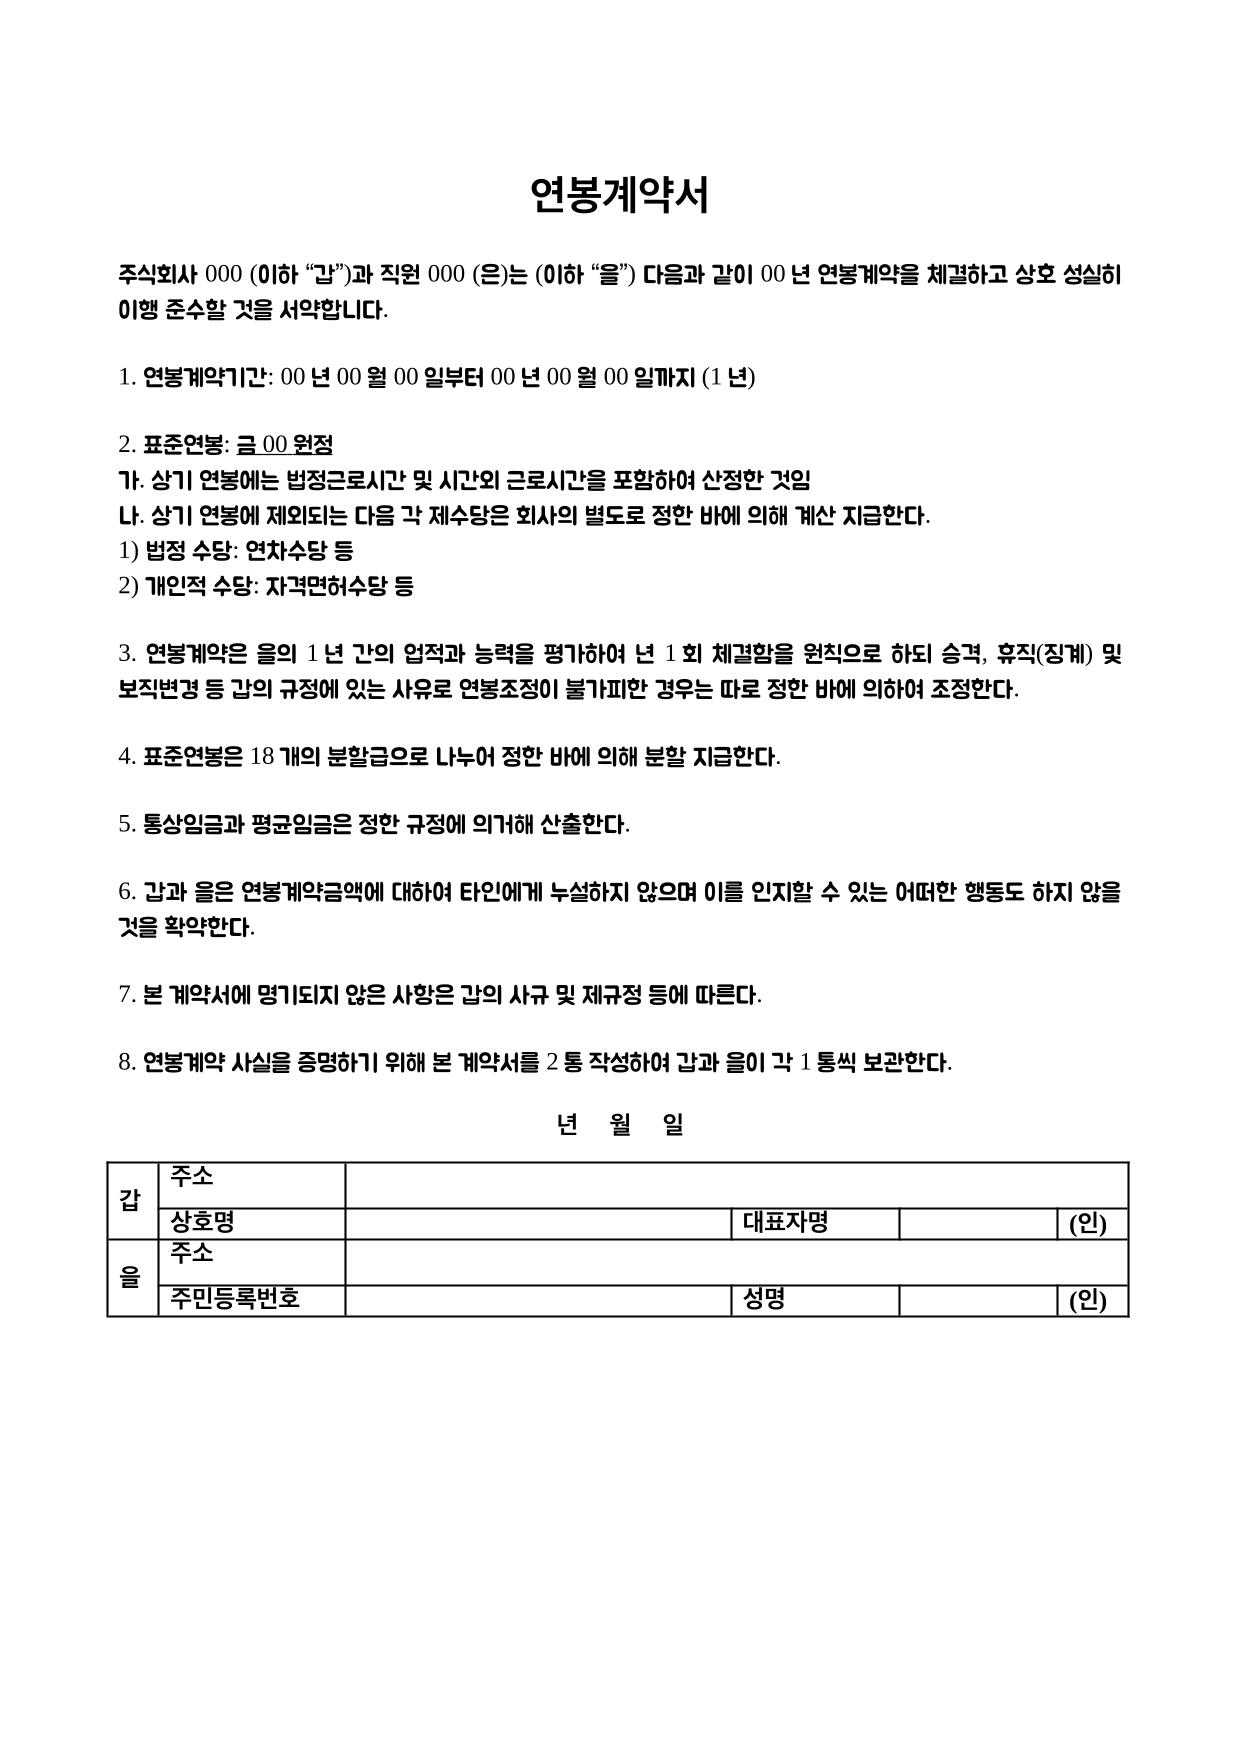 연봉계약서
주식회사 000 (이하 “갑”)과 직원 000 (은)는 (이하 “을”) 다음과 같이 00 년 연봉계약을 체결하고 상호 성실히
이행 준수할 것을 서약합니다.
1. 연봉계약기간: 00 년 00 월 00 일부터 00 년 00 월 00 일까지 (1 년)
2. 표준연봉: 금 00 원정
가. 상기 연봉에는 법정근로시간 및 시간외 근로시간을 포함하여 산정한 것임
나. 상기 연봉에 제외되는 다음 각 제수당은 회사의 별도로 정한 바에 의해 계산 지급한다.
1) 법정 수당: 연차수당 등
2) 개인적 수당: 자격면허수당 등
3. 연봉계약은 을의 1 년 간의 업적과 능력을 평가하여 년 1 회 체결함을 원칙으로 하되 승격, 휴직(징계) 및
보직변경 등 갑의 규정에 있는 사유로 연봉조정이 불가피한 경우는 따로 정한 바에 의하여 조정한다.
4. 표준연봉은 18 개의 분할급으로 나누어 정한 바에 의해 분할 지급한다.
5. 통상임금과 평균임금은 정한 규정에 의거해 산출한다.
6. 갑과 을은 연봉계약금액에 대하여 타인에게 누설하지 않으며 이를 인지할 수 있는 어떠한 행동도 하지 않을
것을 확약한다.
7. 본 계약서에 명기되지 않은 사항은 갑의 사규 및 제규정 등에 따른다.
8. 연봉계약 사실을 증명하기 위해 본 계약서를 2 통 작성하여 갑과 을이 각 1 통씩 보관한다.
년 월 일
갑 주소
상호명 대표자명 (인)
을 주소
주민등록번호 성명 (인)